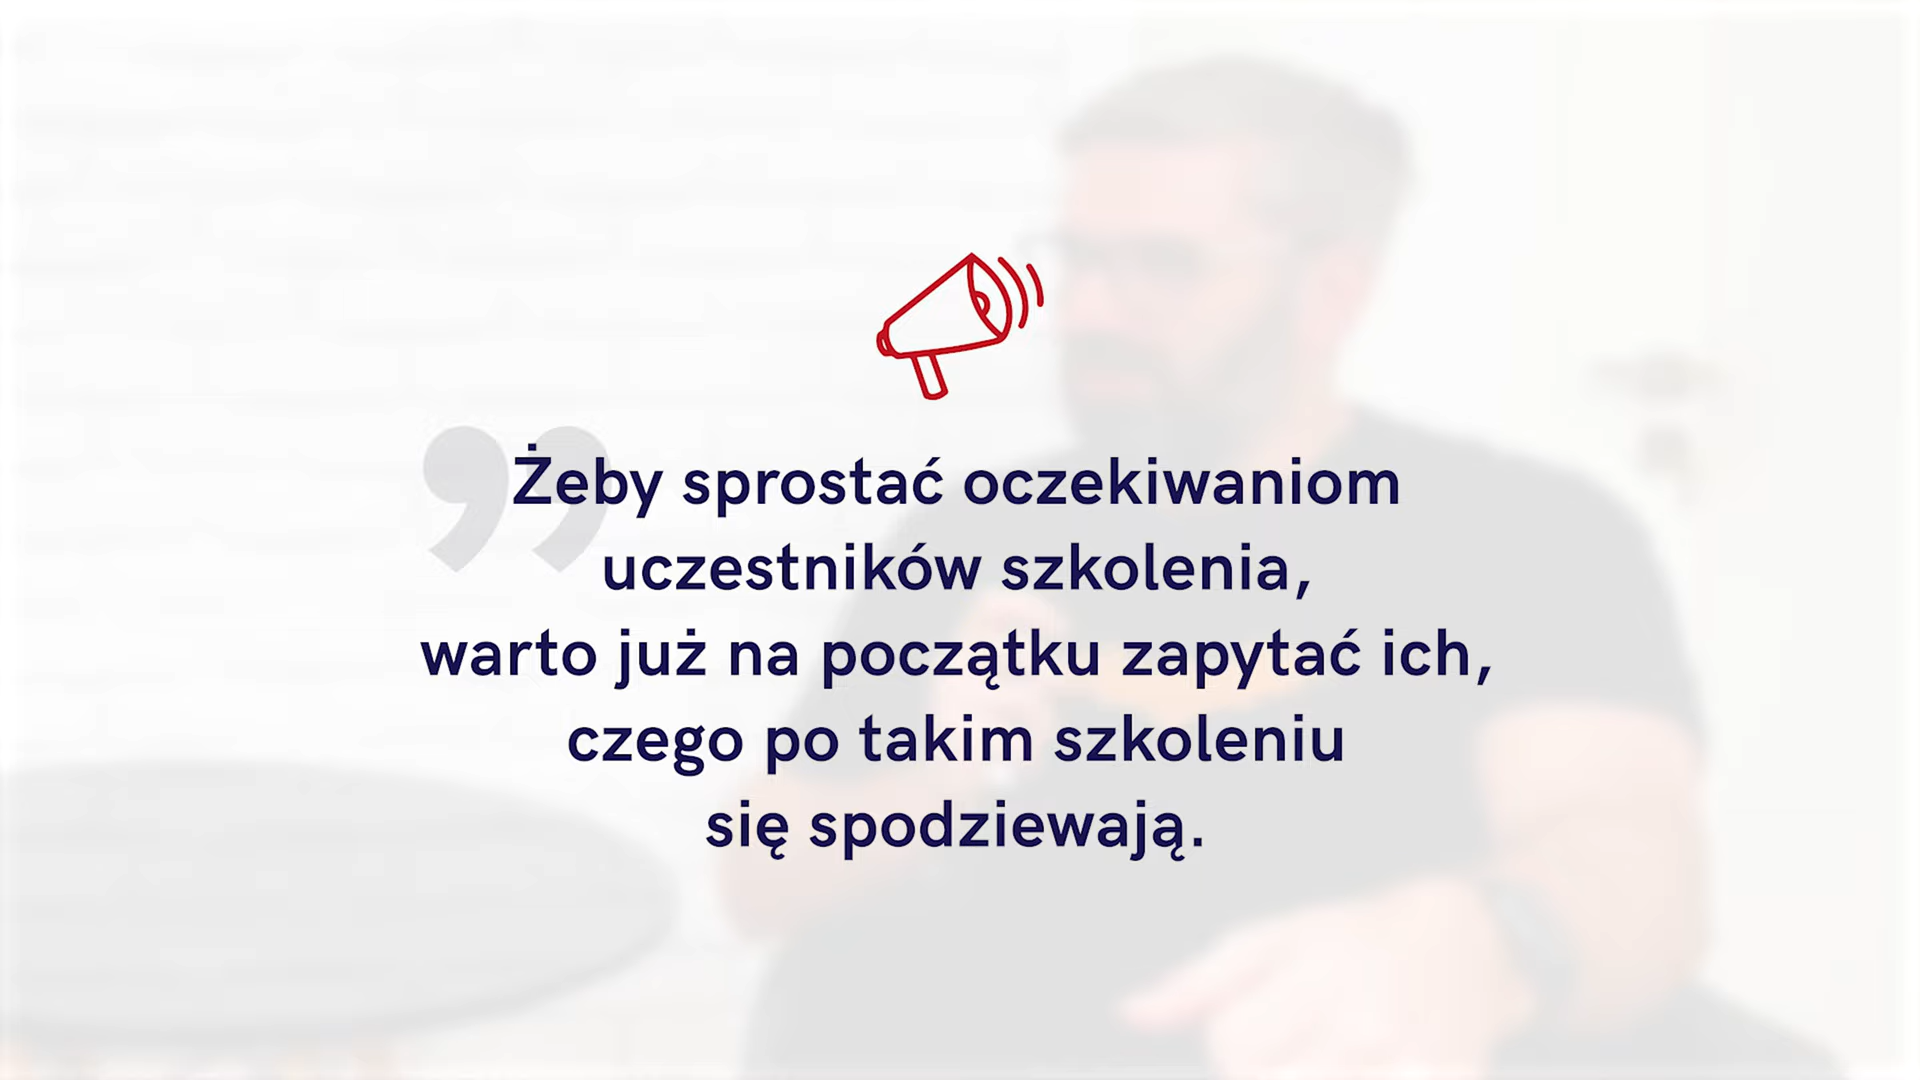 ”
Żeby sprostać oczekiwaniom
uczestników szkolenia,
warto już na początku zapytać ich,
czego po takim szkoleniu
się spodziewają.